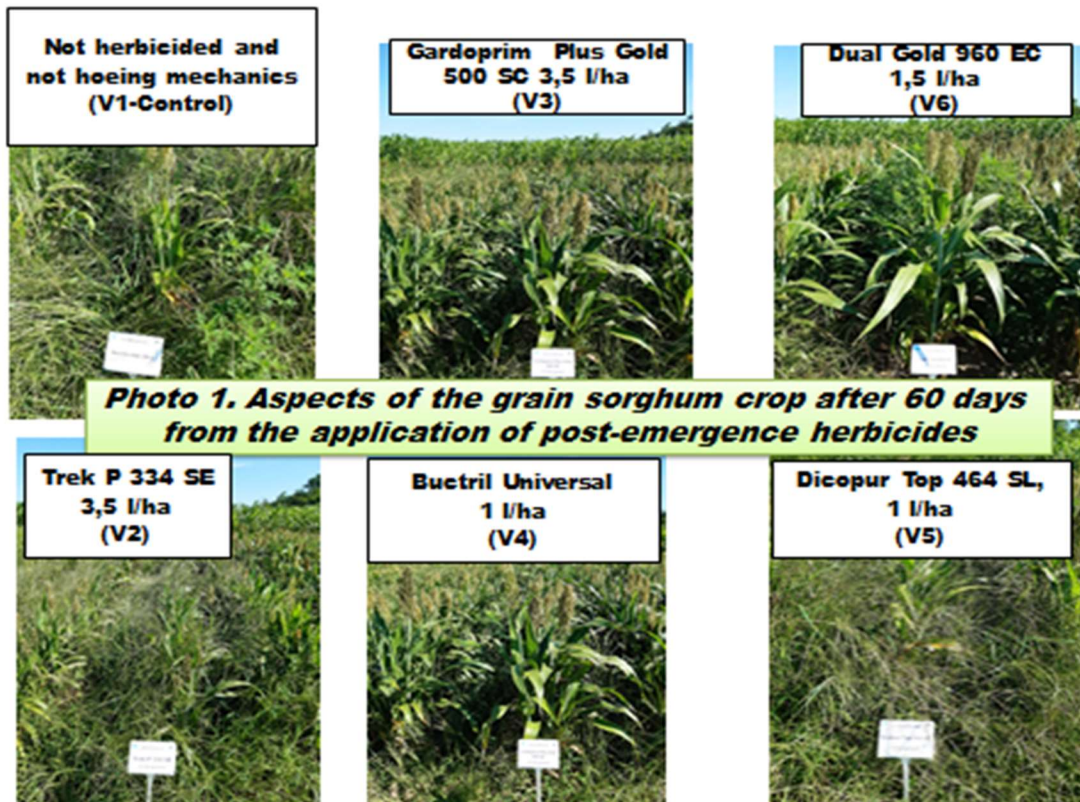 Not herbicided and
not hoeing mechanics
(V1-Control)
Gardoprim Plus Gold
500 SC 3,5 l/ha
(V3)
Dual Gold 960 EC
1,5 l/ha
(V6)
Photo 1. Aspects of the grain sorghum crop after 60 days
from the application of post-emergence herbicides
Trek P 334 SE
3,5 l/ha
(V2)
Buctril Universal
1 l/ha
(V4)
Dicopur Top 464 SL,
1 l/ha
(V5)